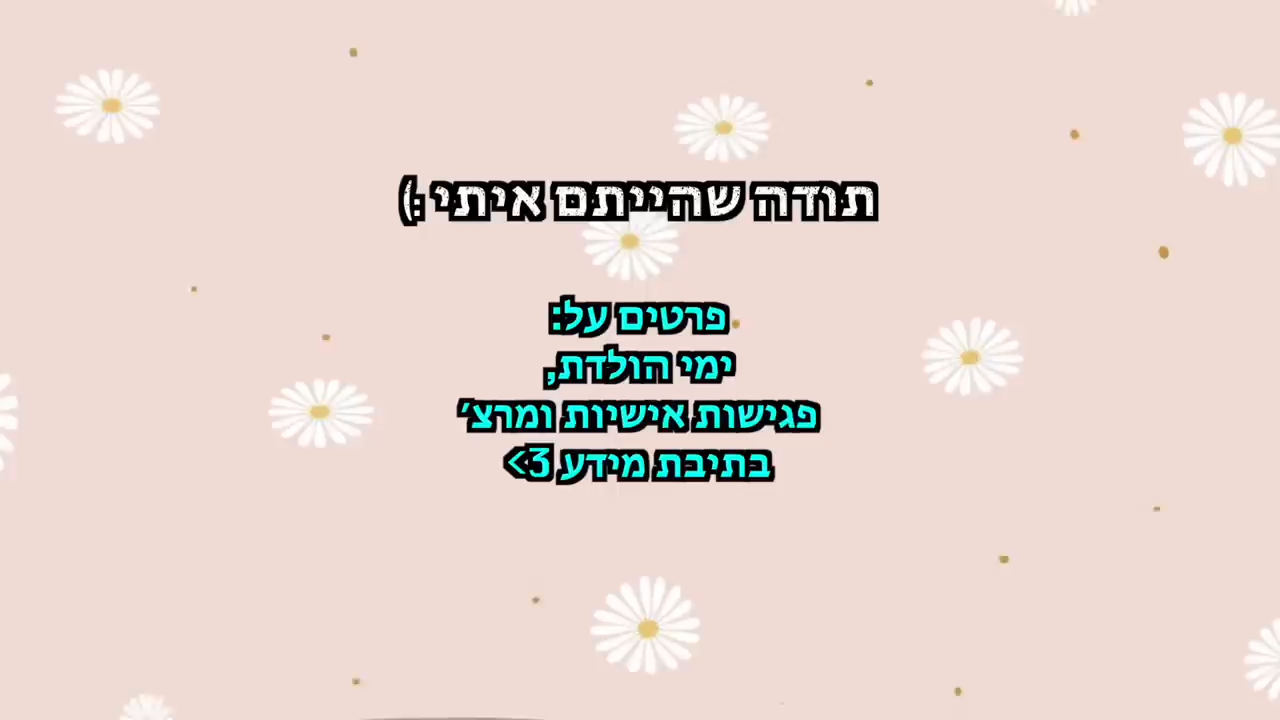 תודה שהייתם איתי :)
פרטים על:
ימי הולדת,
פגישות אישיות ומרצ'
בתיבת מידע <3